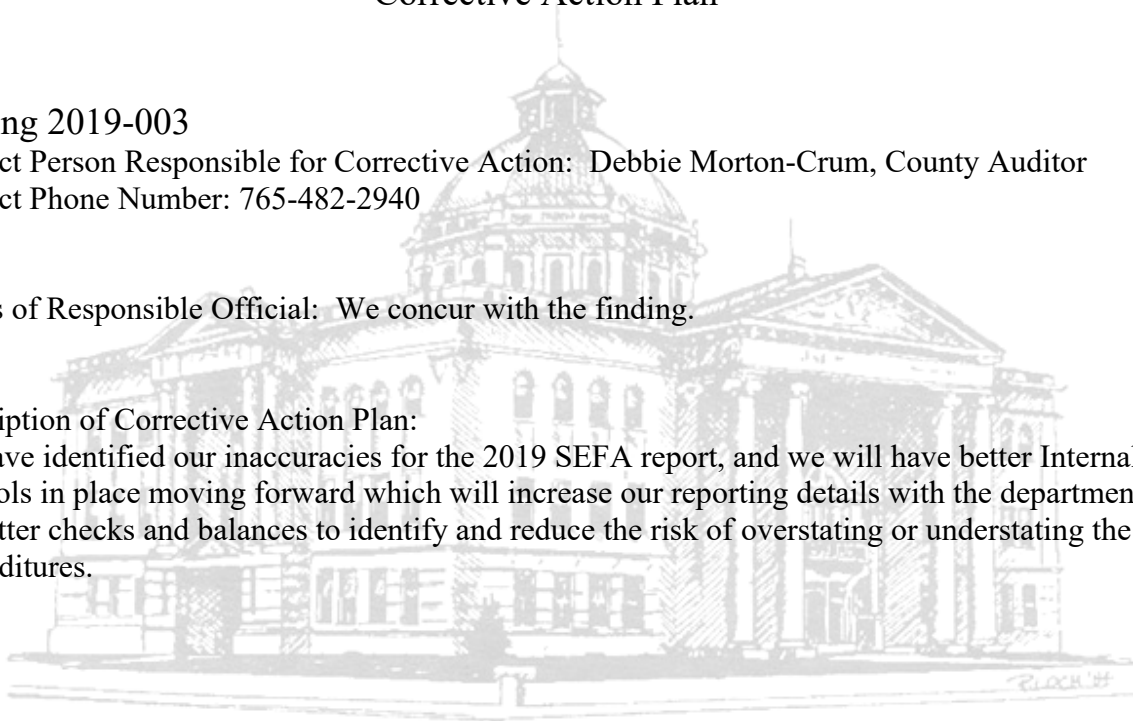 Corrective Action Plan
ng 2019-003
ct Person Responsible for Corrective Action: Debbie Morton-Crum, County Auditor
ct Phone Number: 765-482-2940
s of Responsible Official: We concur with the finding.
iption of Corrective Action Plan:
ave identified our inaccuracies for the 2019 SEFA report, and we will have better Internal
ols in place moving forward which will increase our reporting details with the departmen
tter checks and balances to identify and reduce the risk of overstating or understating the
ditures.